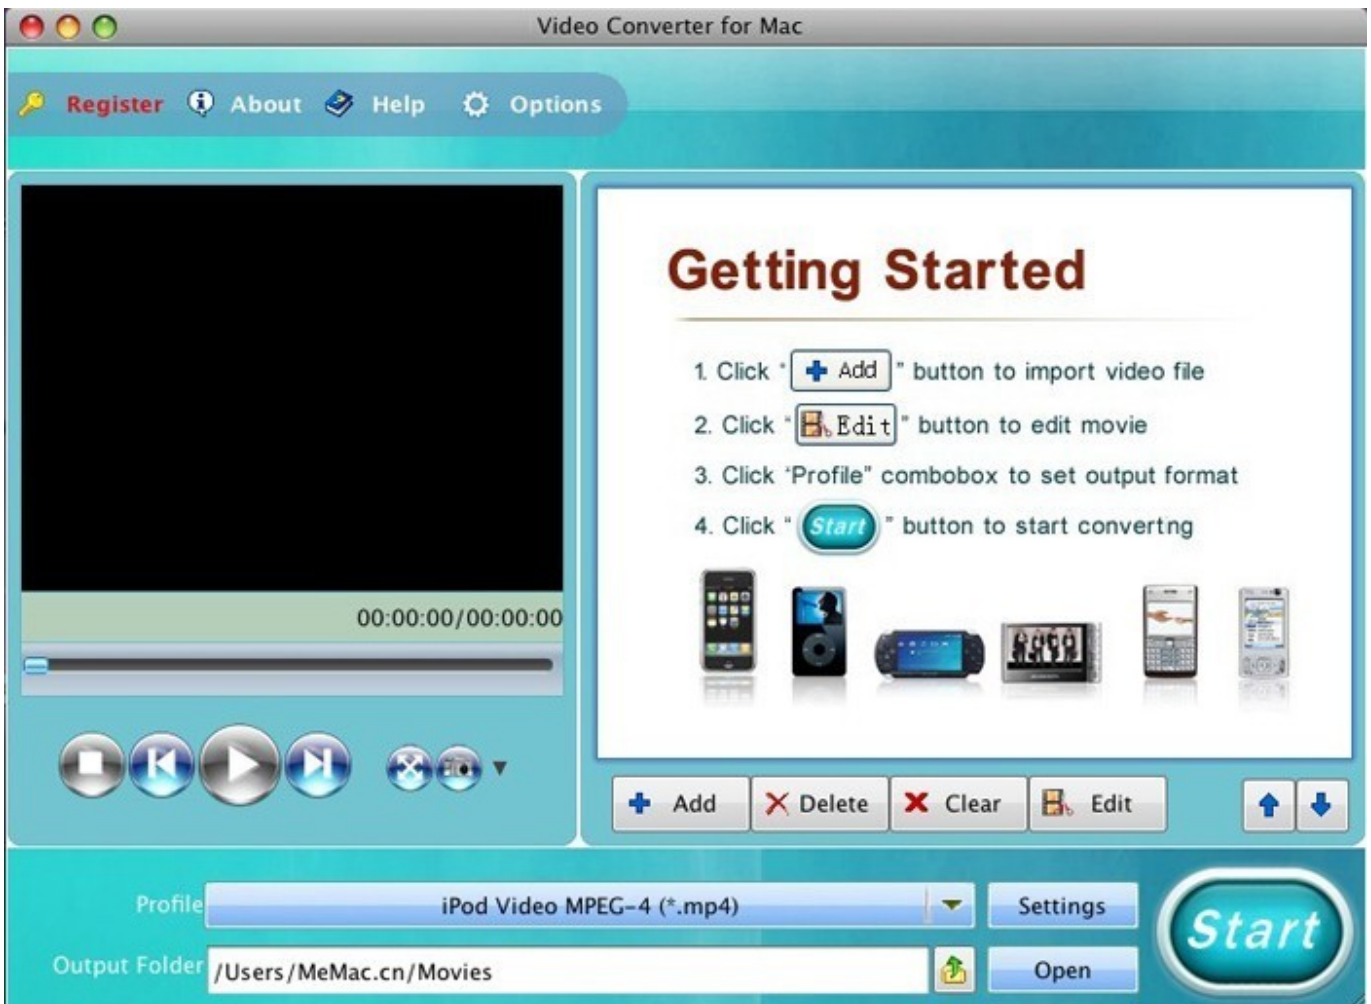 Video Converter for Mac
Register About Help Options
Getting Started
1. Click “ Add ” button to import video file
2. Click “ Edit ” button to edit movie
3. Click “Profile” combobox to set output format
4. Click “ Start ” button to start convertng
00:00:00/00:00:00
Add Delete Clear Edit
Profile iPod Video MPEG-4 (*.mp4) Settings
Start
Output Folder /Users/MeMac.cn/Movies Open